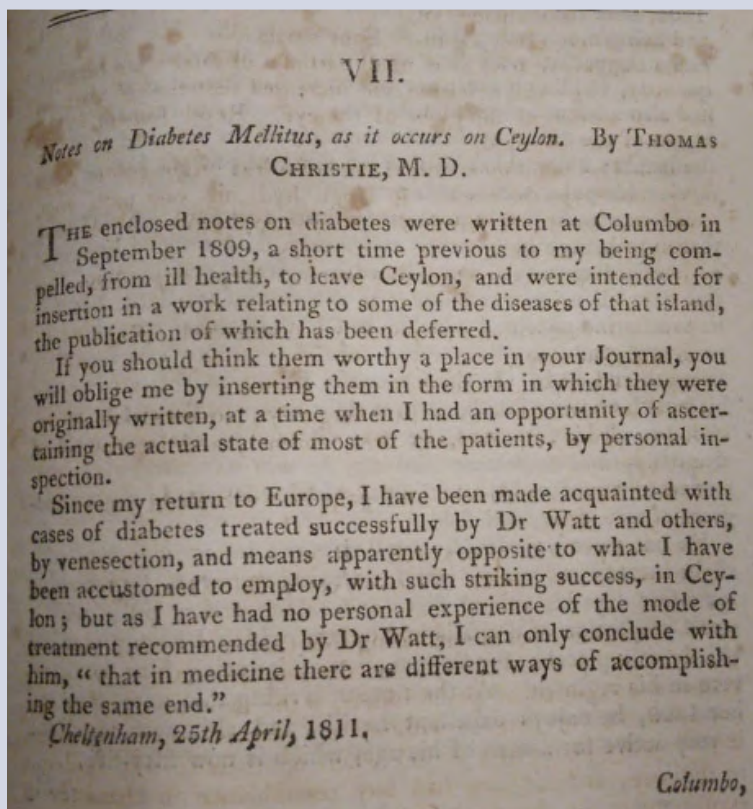 VII.
Notes on Diabetes Mellitus, as it occurs on Ceylon. By THOMAS
CHRISTIE, M. D.
THE enclosed notes on diabetes were written at Columbo in
September 1809, a short time previous to my being com-
pelled, from ill health, to leave Ceylon, and were intended for
insertion in a work relating to some of the diseases of that island,
the publication of which has been deferred.
If you should think them worthy a place in your Journal, you
will oblige me by inserting them in the form in which they were
originally written, at a time when I had an opportunity of ascer-
taining the actual state of most of the patients, by personal in-
spection.
Since my return to Europe, I have been made acquainted with
cases of diabetes treated successfully by Dr Watt and others,
by venesection, and means apparently opposite to what I have
been accustomed to employ, with such striking success, in Cey-
lon; but as I have had no personal experience of the mode of
treatment recommended by Dr Watt, I can only conclude with
him, “ that in medicine there are different ways of accomplish-
ing the same end.”
Cheltenham, 25th April, 1811.
Columbo,